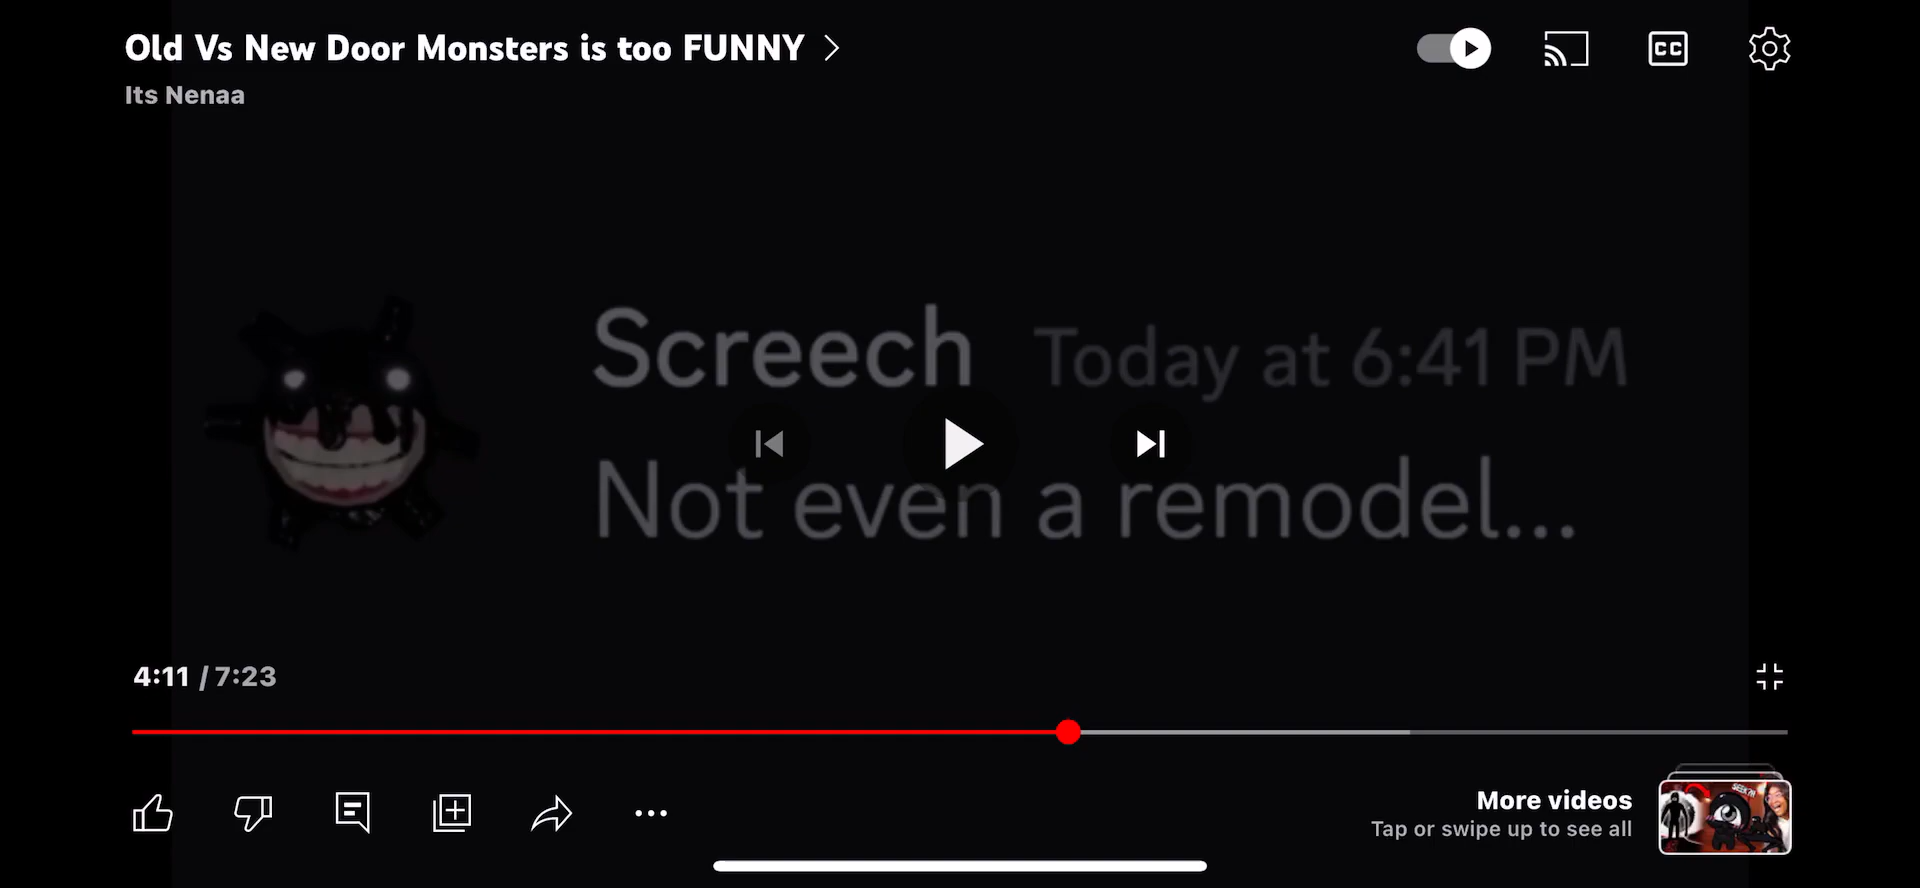 Old Vs New Door Monsters is too FUNNY
Its Nenaa
CC
Screech Today at 6:41 PM
Not even a remodel...
4:11 / 7:23
More videos
Tap or swipe up to see all